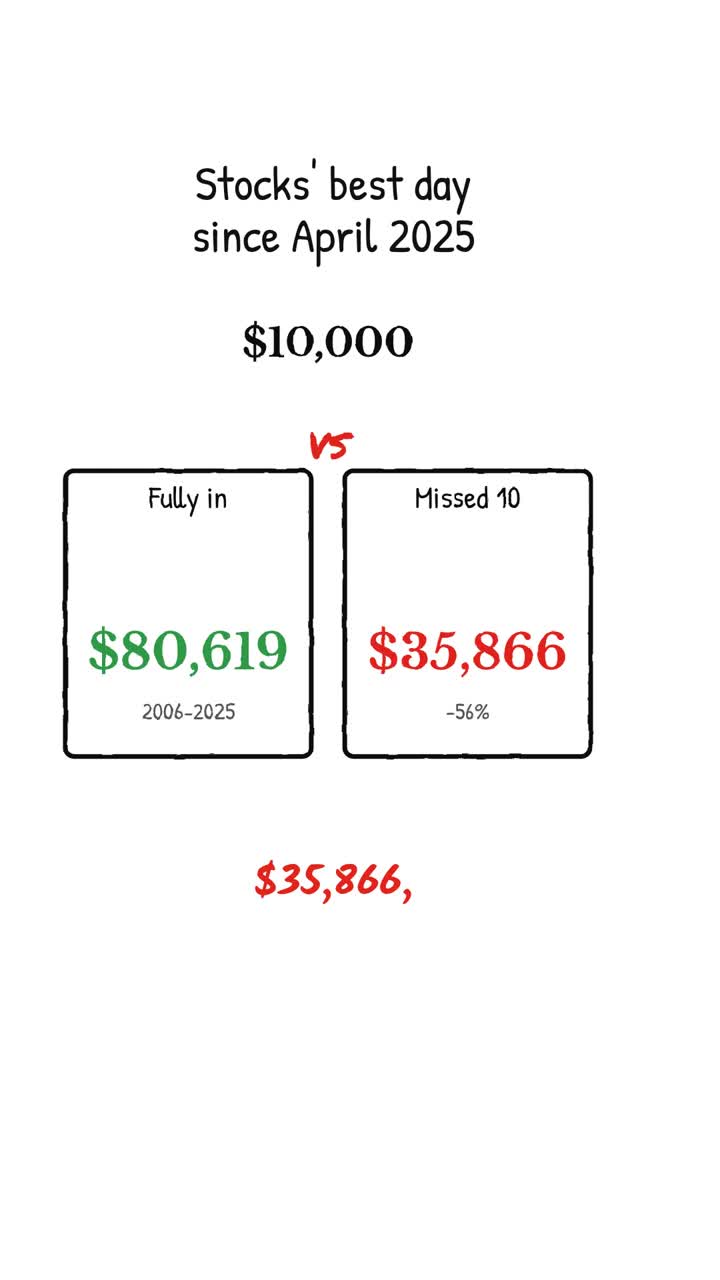 Stocks' best day
since April 2025
$10,000
vs
Fully in
$80,619
2006-2025
Missed 10
$35,866
-56%
$35,866,